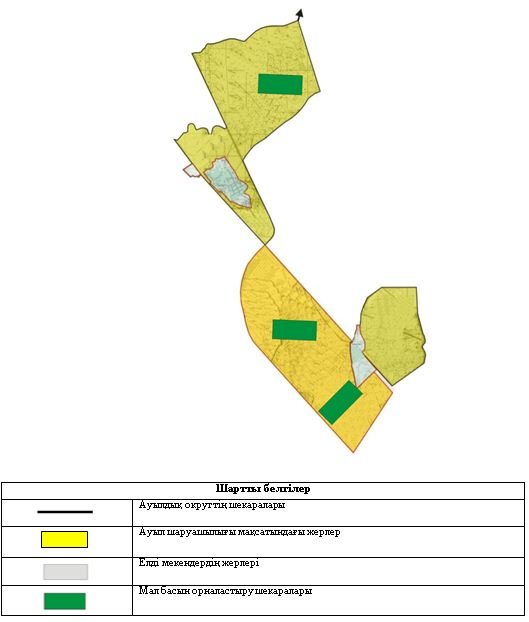 Шартты белгілер
Ауылдық округтің шекаралары
Ауыл шаруашылығы мақсатындағы жерлер
Елді мекендердің жерлері
Мал басын орналастыру шекаралары